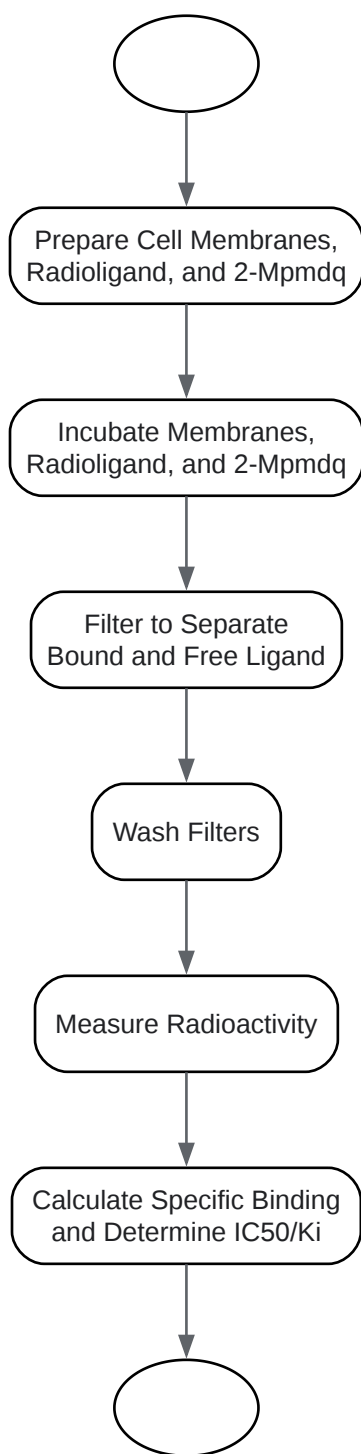 Prepare Cell Membranes,
Radioligand, and 2-Mpmdq
Incubate Membranes,
Radioligand, and 2-Mpmdq
Filter to Separate
Bound and Free Ligand
Wash Filters
Measure Radioactivity
Calculate Specific Binding
and Determine IC50/Ki